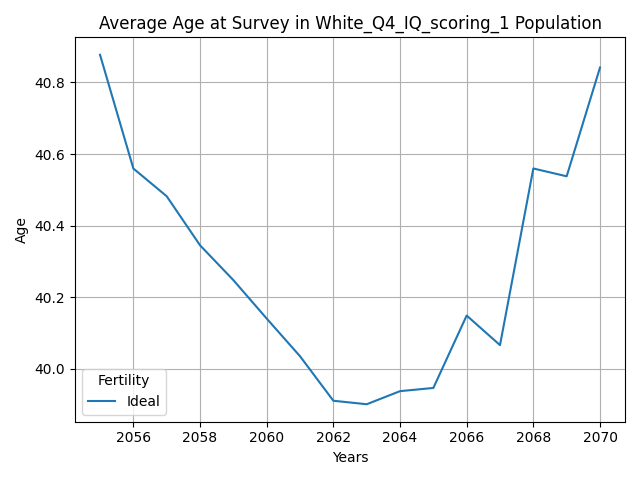 Average Age at Survey in White_Q4_IQ_scoring_1 Population
Age
40.8
40.6
40.4
40.2
40.0
Fertility
Ideal
2056 2058 2060 2062 2064 2066 2068 2070
Years